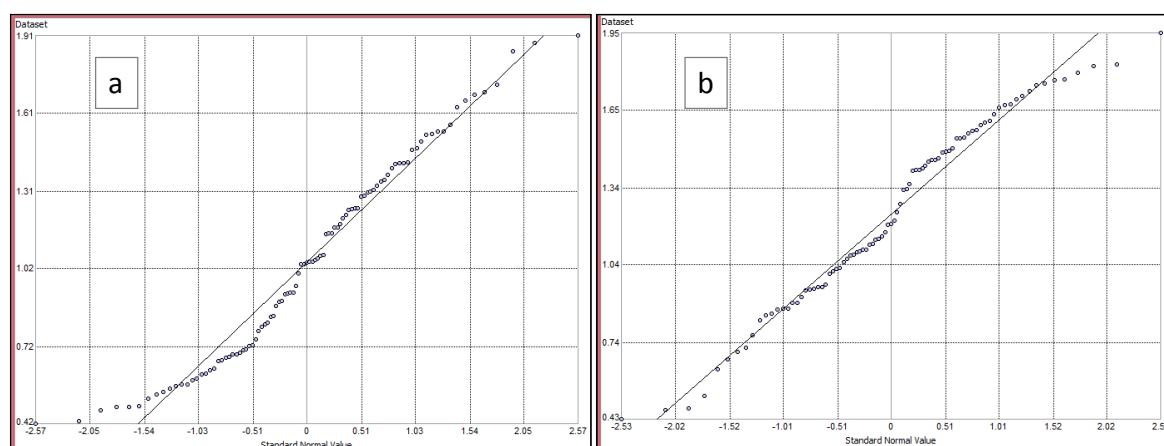 Dataset
1.91
a
1.61
1.31
1.02
0.72
0.42
-2.57 -2.05 -1.54 -1.03 -0.51 0 0.51 1.03 1.54 2.05 2.57
Standard Normal Value
Dataset
1.95
b
1.65
1.34
1.04
0.74
0.43
-2.53 -2.02 -1.52 -1.01 -0.51 0 0.51 1.01 1.52 2.02 2.53
Standard Normal Value